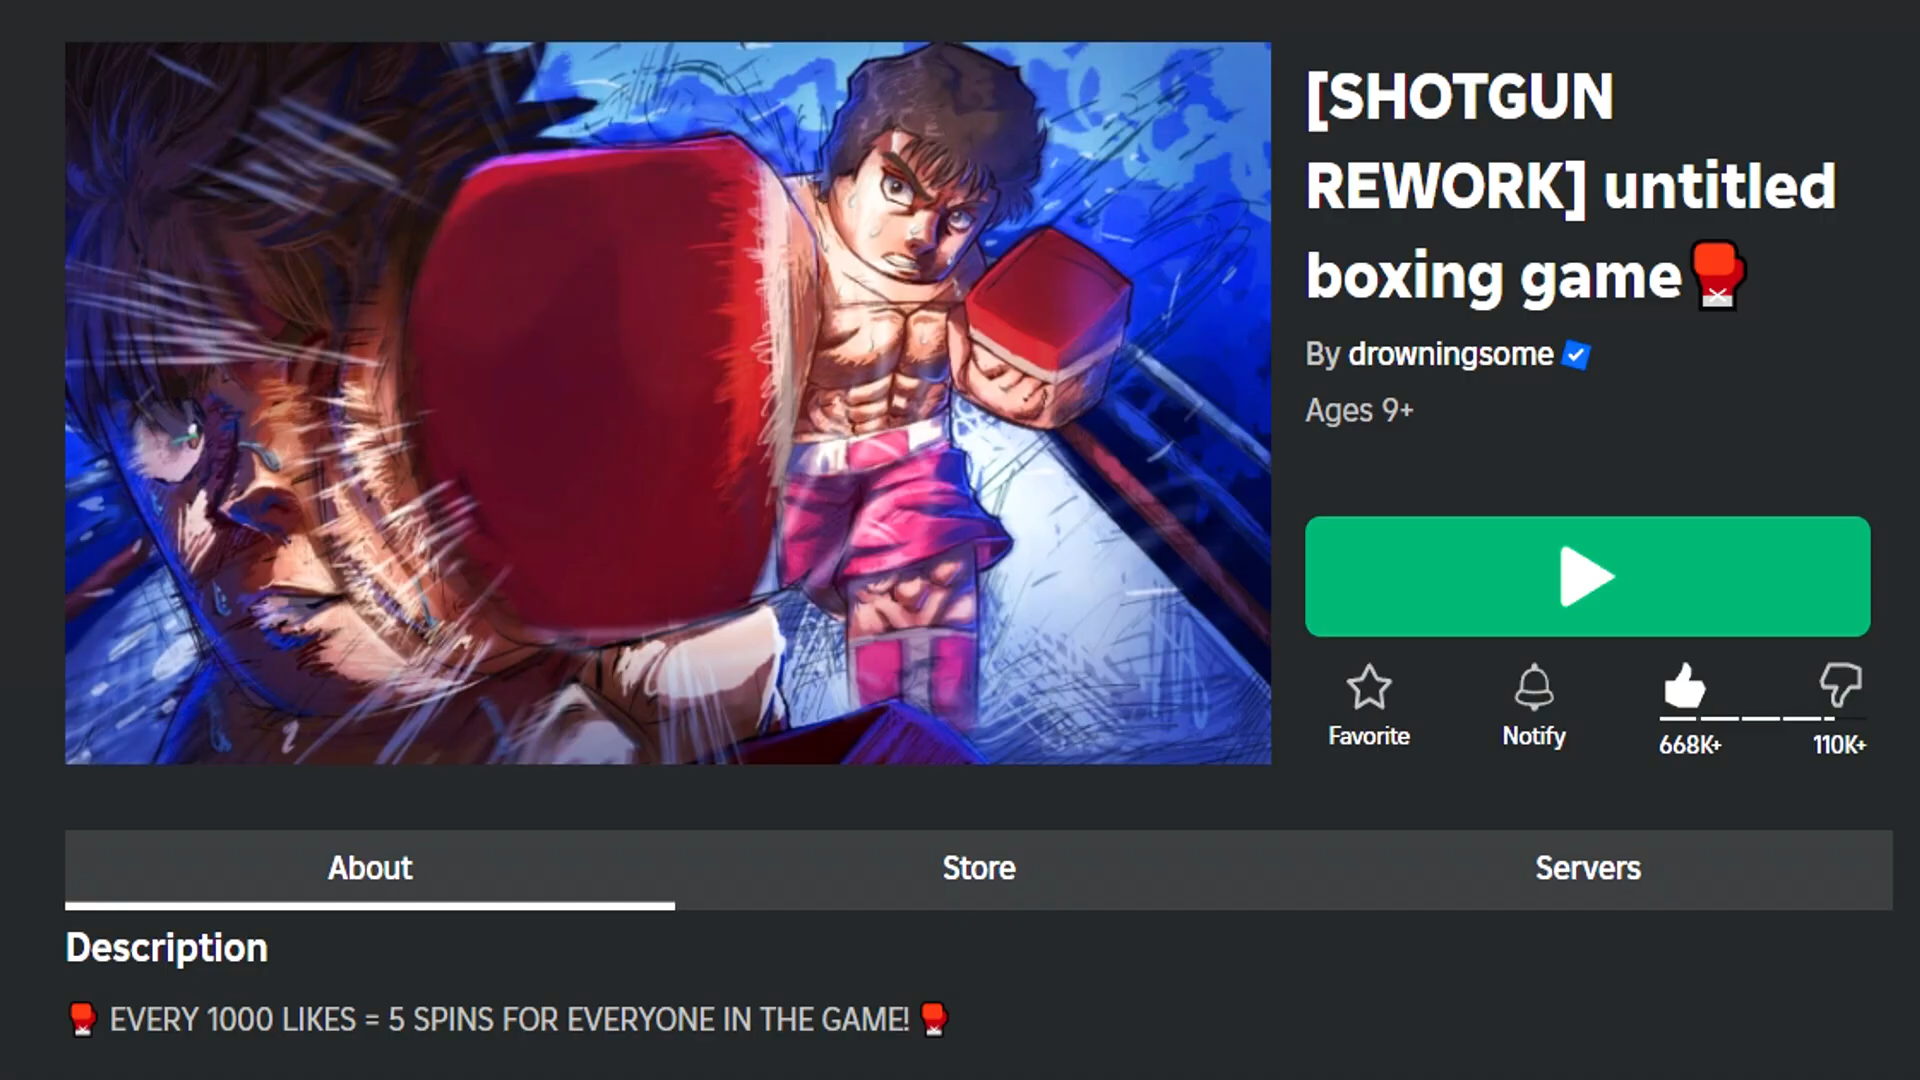 [SHOTGUN
REWORK] untitled
boxing game🥊
By drowningsome
Ages 9+
Favorite
Notify
668K+
110K+
About
Store
Servers
Description
🥊 EVERY 1000 LIKES = 5 SPINS FOR EVERYONE IN THE GAME! 🥊